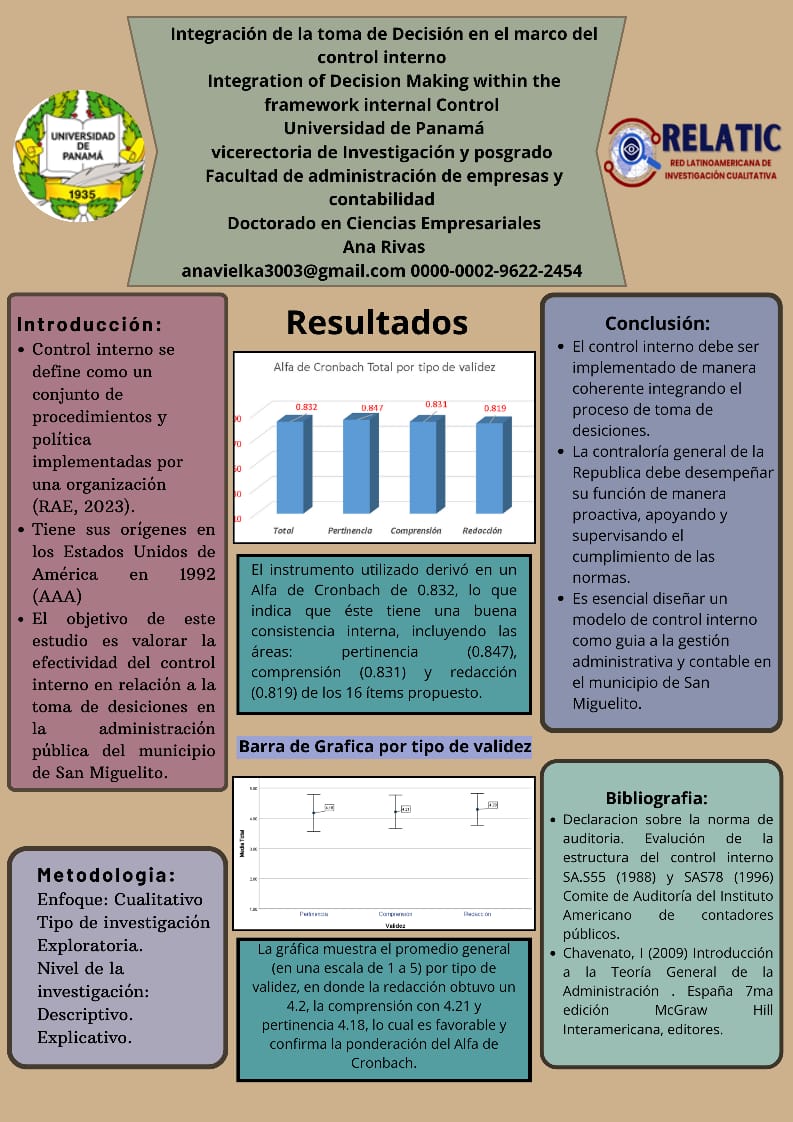 Integración de la toma de Decisión en el marco del
control interno
Integration of Decision Making within the
framework internal Control
Universidad de Panamá
vicerectoria de Investigación y posgrado
Facultad de administración de empresas y
contabilidad
Doctorado en Ciencias Empresariales
Ana Rivas
anavielka3003@gmail.com 0000-0002-9622-2454
UNIVERSIDAD
DE
PANAMÁ
1935
RELATIC
RED LATINOAMERICANA DE
INVESTIGACIÓN CUALITATIVA
Introducción:
• Control interno se
define como un
conjunto de
procedimientos y
política
implementadas por
una organización
(RAE, 2023).
• Tiene sus orígenes en
los Estados Unidos de
América en 1992
(AAA)
• El objetivo de este
estudio es valorar la
efectividad del control
interno en relación a la
toma de desiciones en
la administración
pública del municipio
de San Miguelito.
Metodologia:
Enfoque: Cualitativo
Tipo de investigación
Exploratoria.
Nivel de la
investigación:
Descriptivo.
Explicativo.
Resultados
Alfa de Cronbach Total por tipo de validez
0.832 0.847 0.831 0.819
Total Pertinencia Comprensión Redacción
El instrumento utilizado derivó en un
Alfa de Cronbach de 0.832, lo que
indica que éste tiene una buena
consistencia interna, incluyendo las
áreas: pertinencia (0.847),
comprensión (0.831) y redacción
(0.819) de los 16 ítems propuesto.
Barra de Grafica por tipo de validez
5.00
4.00
3.00
2.00
1.00
Media Total
4.18 4.21
Pertinencia Comprensión Redacción
Validez
La gráfica muestra el promedio general
(en una escala de 1 a 5) por tipo de
validez, en donde la redacción obtuvo un
4.2, la comprensión con 4.21 y
pertinencia 4.18, lo cual es favorable y
confirma la ponderación del Alfa de
Cronbach.
Conclusión:
• El control interno debe ser
implementado de manera
coherente integrando el
proceso de toma de
desiciones.
• La contraloría general de la
Republica debe desempeñar
su función de manera
proactiva, apoyando y
supervisando el
cumplimiento de las
normas.
• Es esencial diseñar un
modelo de control interno
como guia a la gestión
administrativa y contable en
el municipio de San
Miguelito.
Bibliografia:
• Declaracion sobre la norma de
auditoria. Evalución de la
estructura del control interno
SA.S55 (1988) y SAS78 (1996)
Comite de Auditoría del Instituto
Americano de contadores
públicos.
• Chavenato, I (2009) Introducción
a la Teoría General de la
Administración . España 7ma
edición McGraw Hill
Interamericana, editores.